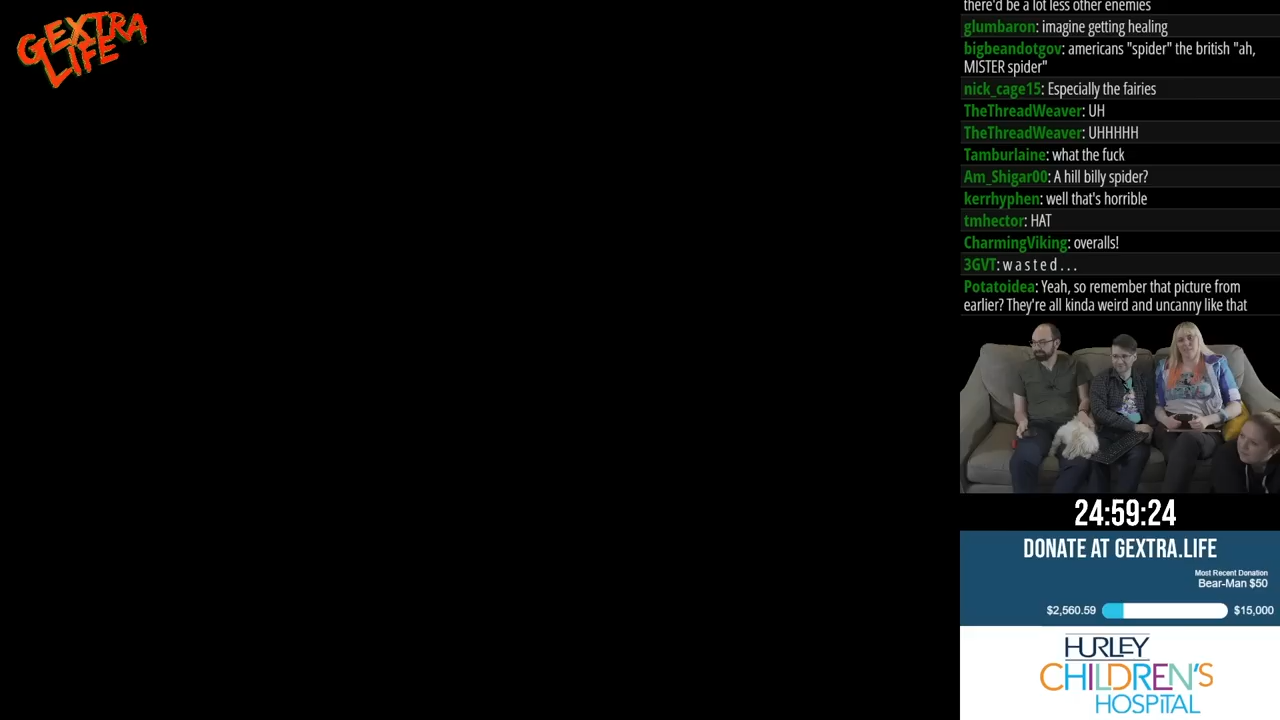 GEXTRA
LIFE
there'd be a lot less other enemies
glumbaron: imagine getting healing
bigbeandotgov: americans "spider" the british "ah,
MISTER spider"
nick_cage15: Especially the fairies
TheThreadWeaver: UH
TheThreadWeaver: UHHHHH
Tamburlaine: what the fuck
Am_Shigar00: A hill billy spider?
kerrhyphen: well that's horrible
tmhector: HAT
CharmingViking: overalls!
3GVT: w a s t e d . . .
Potatoidea: Yeah, so remember that picture from
earlier? They're all kinda weird and uncanny like that
24:59:24
DONATE AT GEXTRA.LIFE
Most Recent Donation
Bear-Man $50
$2,560.59 $15,000
HURLEY
CHILDREN'S
HOSPITAL